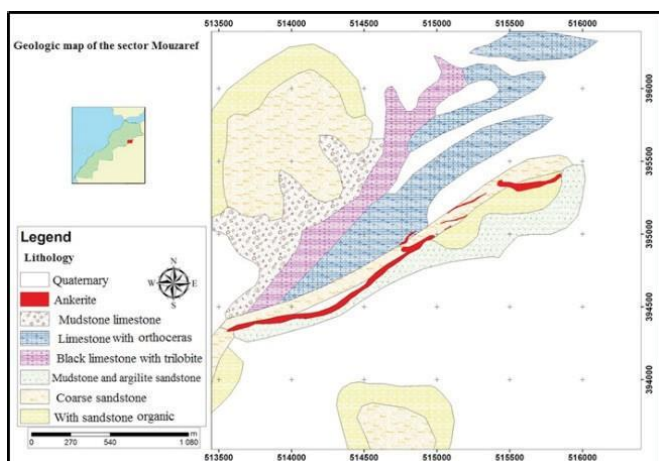 513500 514000 514500 515000 515500 516000
Geologic map of the sector Mouzaref
396000
395500
395000
394500
394000
Legend
Lithology
N
W E
S
Quaternary
Ankerite
Mudstone limestone
Limestone with orthoceras
Black limestone with trilobite
Mudstone and argilite sandstone
Coarse sandstone
With sandstone organic
m
0 270 540 1 080
513500 514000 514500 515000 515500 516000